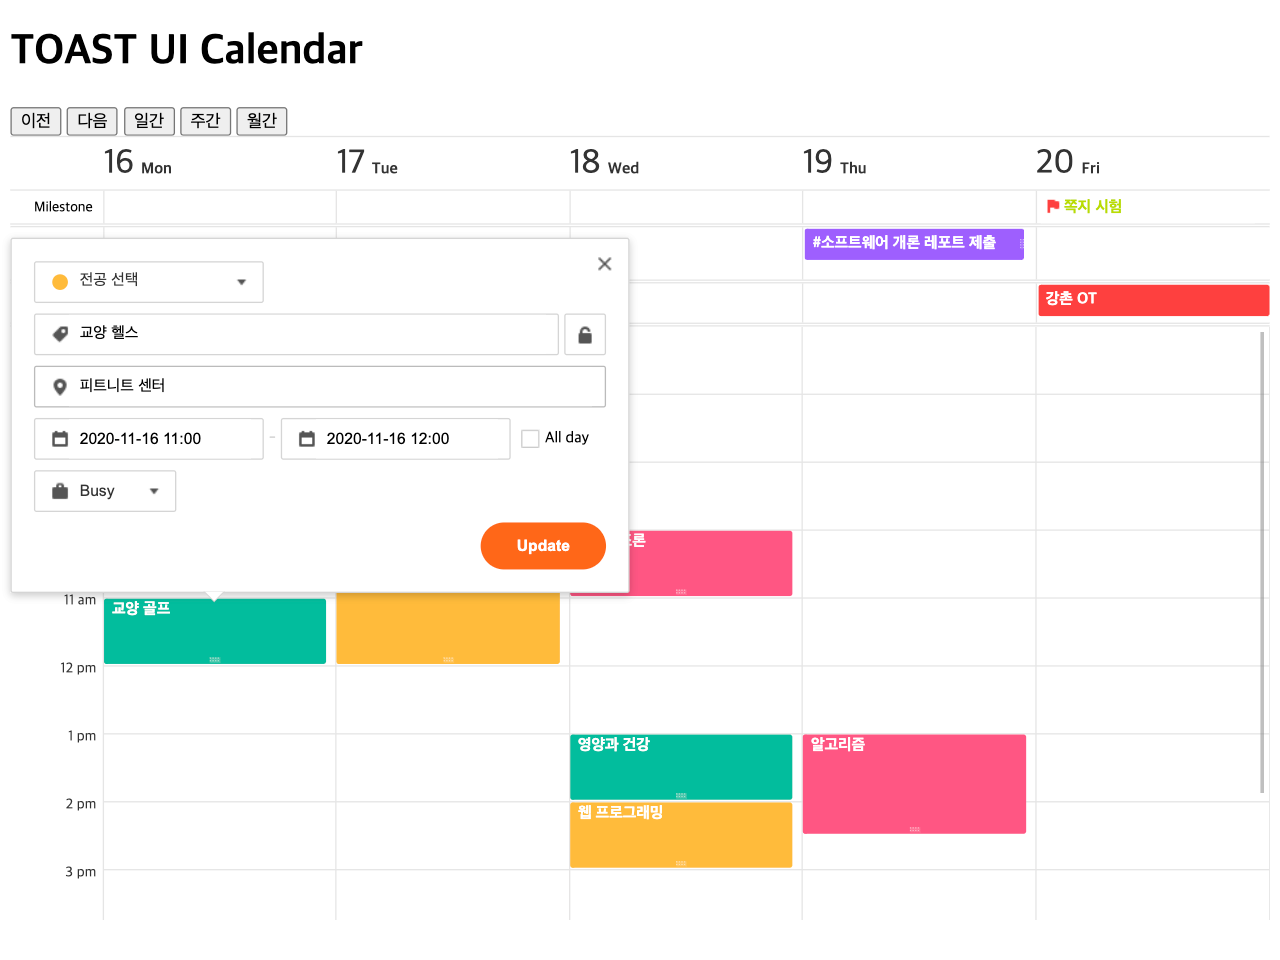 TOAST UI Calendar
이전 다음 일간 주간 월간
16 Mon 17 Tue 18 Wed 19 Thu 20 Fri
Milestone 쪽지 시험
#소프트웨어 개론 레포트 제출
강촌 OT
전공 선택
교양 헬스
피트니트 센터
2020-11-16 11:00 - 2020-11-16 12:00 All day
Busy
Update
11 am
교양 골프
12 pm
1 pm
영양과 건강
알고리즘
2 pm
웹 프로그래밍
3 pm